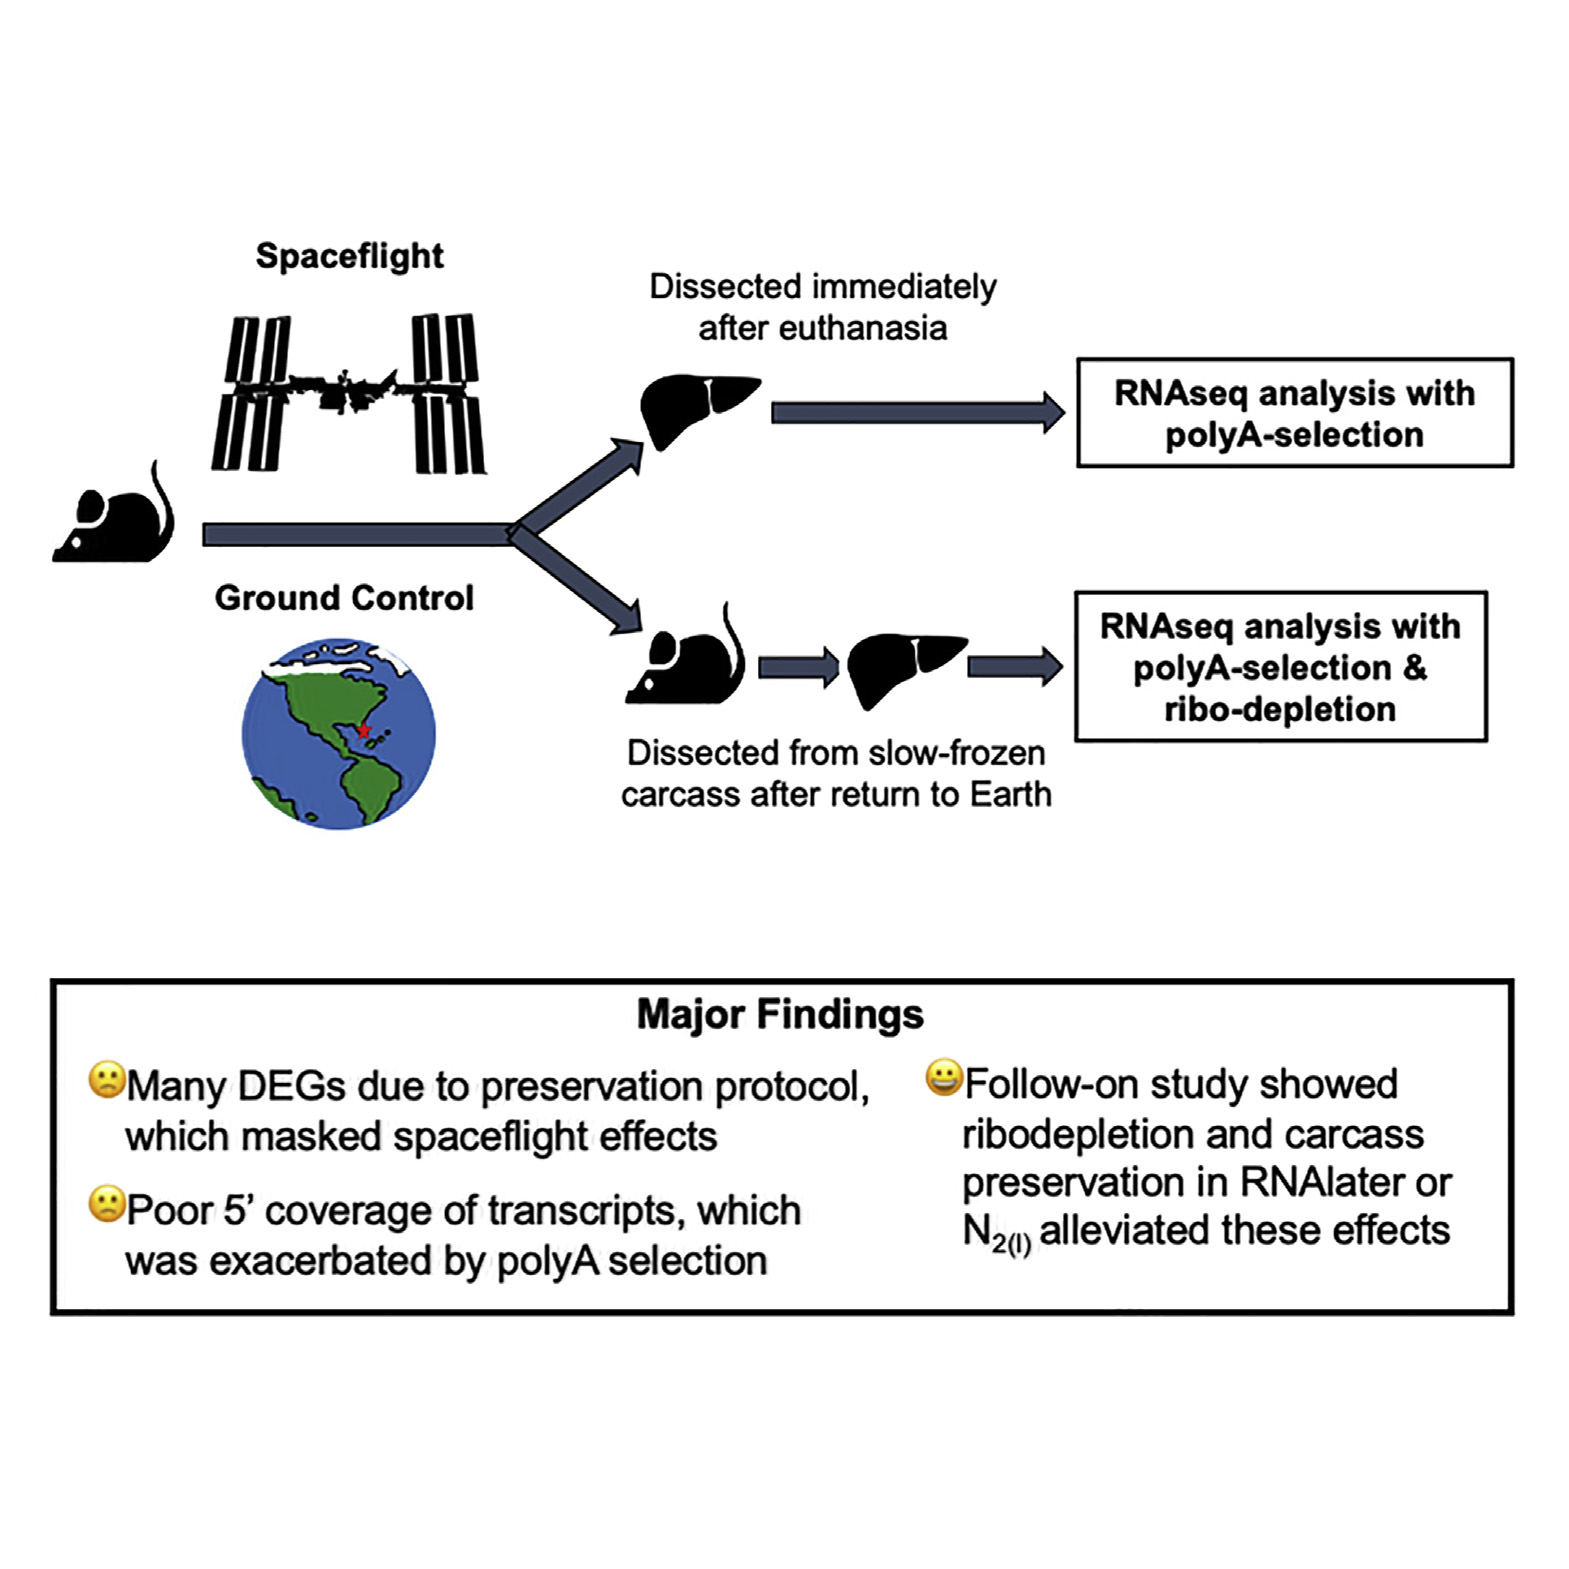 Spaceflight
Dissected immediately
after euthanasia
RNAseq analysis with
polyA-selection
Ground Control
RNAseq analysis with
polyA-selection &
ribo-depletion
Dissected from slow-frozen
carcass after return to Earth
Major Findings
Many DEGs due to preservation protocol,
which masked spaceflight effects
Poor 5’ coverage of transcripts, which
was exacerbated by polyA selection
Follow-on study showed
ribodepletion and carcass
preservation in RNAlater or
N2(l) alleviated these effects